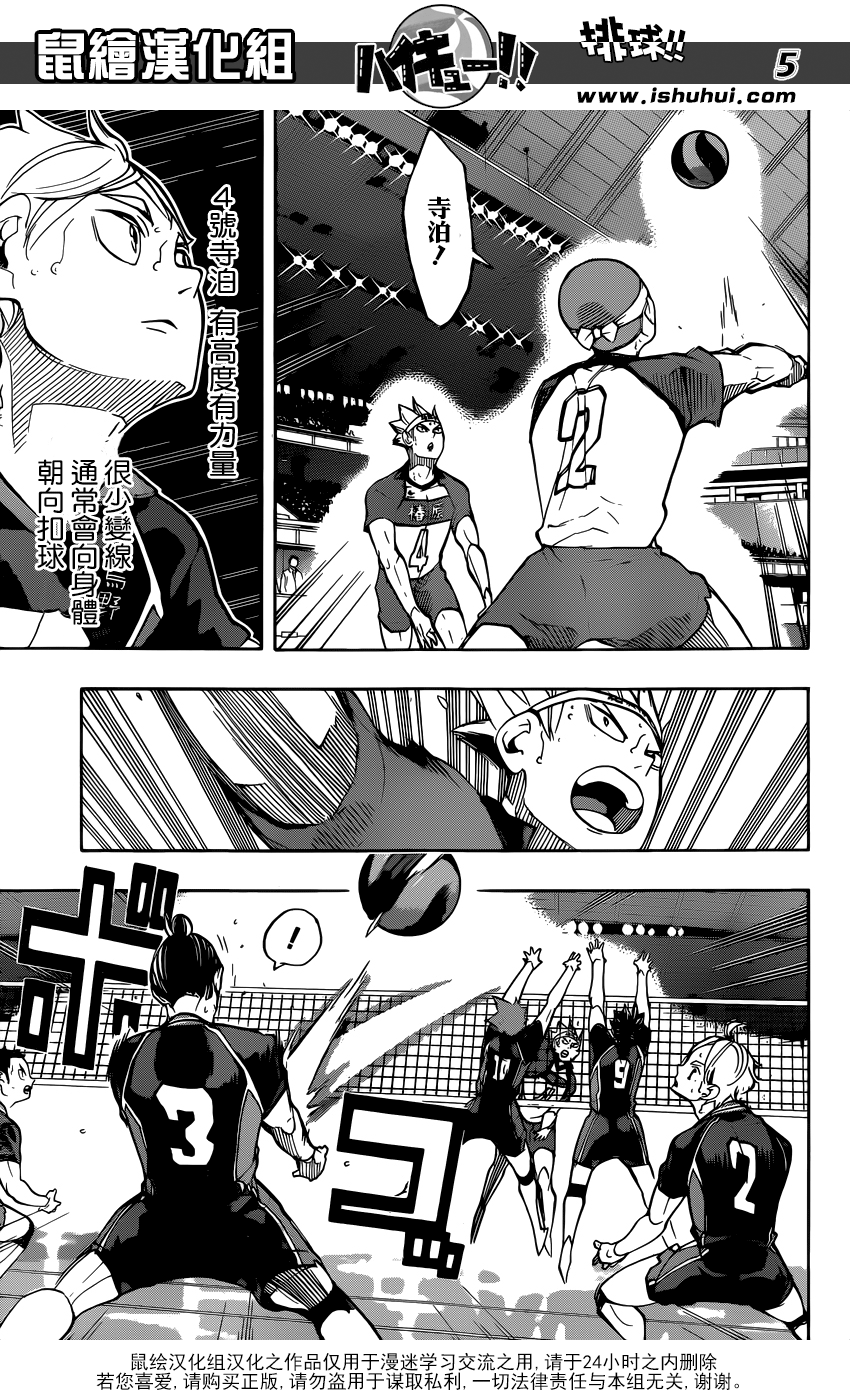 鼠繪漢化組
ハイキュー!!
排球!!
5
www.ishuhui.com
寺泊！
2
椿原
4
4號寺泊 有高度有力量
很少變線
通常會向身體
朝向扣球
野
！
ボゴッ
3
10
9
2
鼠绘汉化组汉化之作品仅用于漫迷学习交流之用,请于24小时之内删除
若您喜爱,请购买正版,请勿盗用于谋取私利,一切法律责任与本组无关,谢谢。